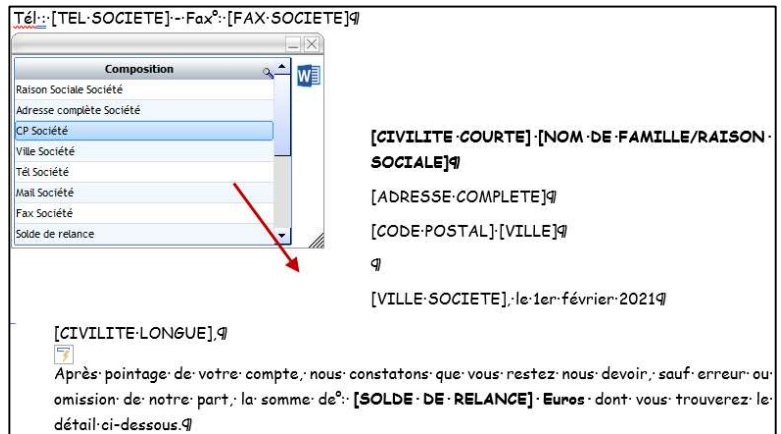 Tél·:·[TEL·SOCIETE]·-·Fax°:·[FAX·SOCIETE]¶
Composition
W
Raison Sociale Société
Adresse complète Société
CP Société
Ville Société
Tél Société
Mail Société
Fax Société
Solde de relance
[CIVILITE·COURTE]·[NOM·DE·FAMILLE/RAISON·
SOCIALE]¶
[ADRESSE·COMPLETE]¶
[CODE·POSTAL]·[VILLE]¶
¶
[VILLE·SOCIETE],·le·1er·février·2021¶
[CIVILITE·LONGUE],¶
Après·pointage·de·votre·compte,·nous·constatons·que·vous·restez·nous·devoir,·sauf·erreur·ou·
omission·de·notre·part,·la·somme·de°:·[SOLDE·DE·RELANCE]·Euros·dont·vous·trouverez·le·
détail·ci-dessous.¶